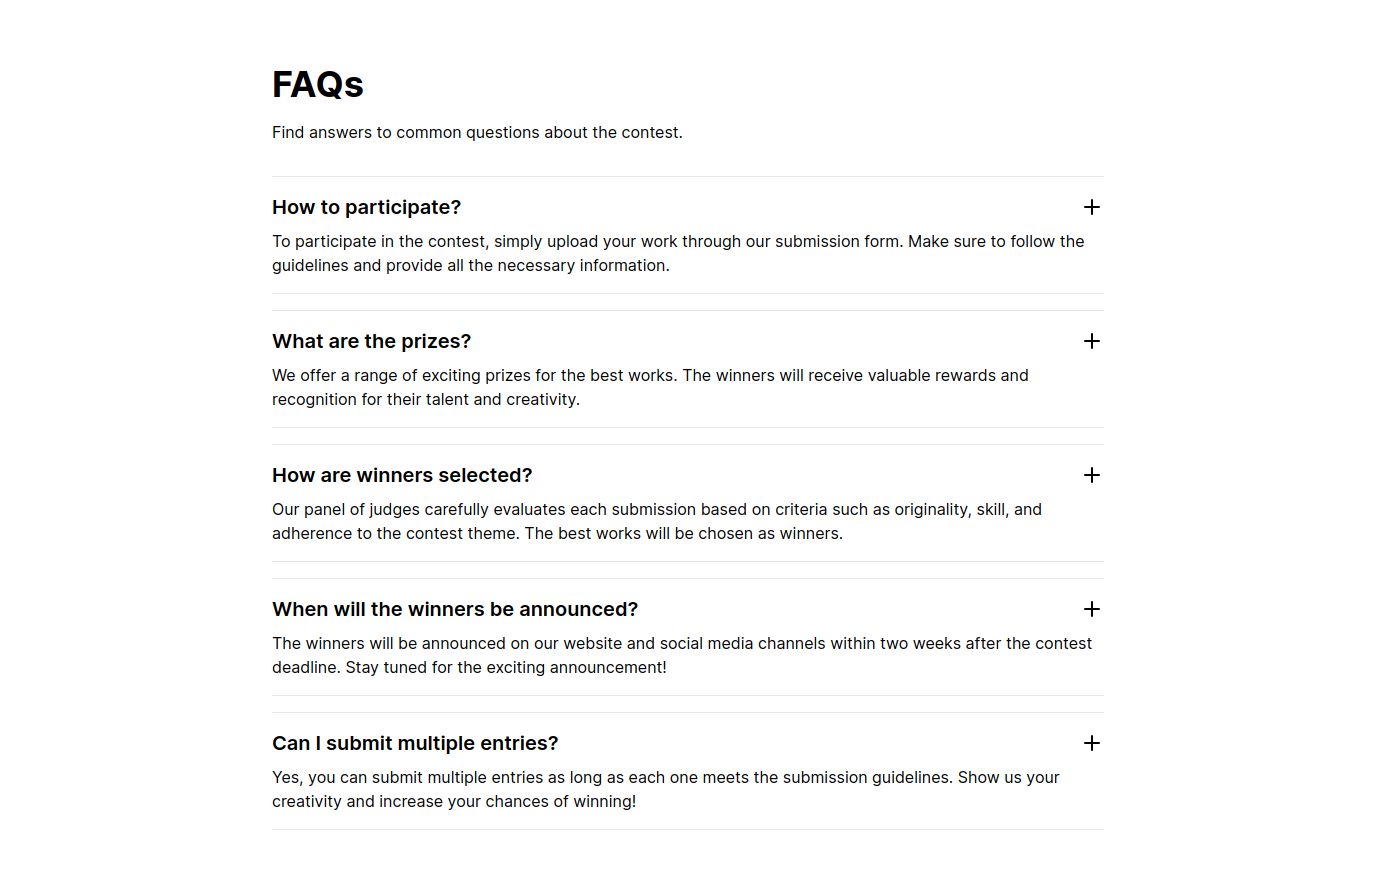 FAQs
Find answers to common questions about the contest.
How to participate?
To participate in the contest, simply upload your work through our submission form. Make sure to follow the
guidelines and provide all the necessary information.
What are the prizes?
We offer a range of exciting prizes for the best works. The winners will receive valuable rewards and
recognition for their talent and creativity.
How are winners selected?
Our panel of judges carefully evaluates each submission based on criteria such as originality, skill, and
adherence to the contest theme. The best works will be chosen as winners.
When will the winners be announced?
The winners will be announced on our website and social media channels within two weeks after the contest
deadline. Stay tuned for the exciting announcement!
Can I submit multiple entries?
Yes, you can submit multiple entries as long as each one meets the submission guidelines. Show us your
creativity and increase your chances of winning!